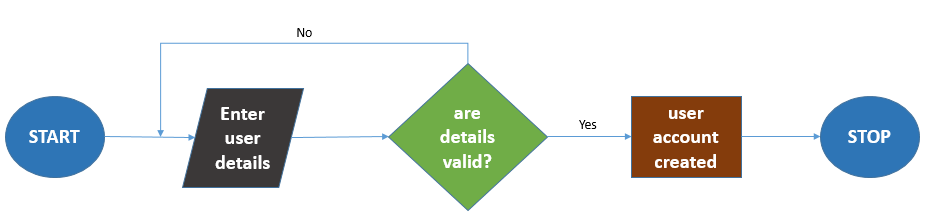 No
START
Enter
user
details
are
details
valid?
Yes
user
account
created
STOP